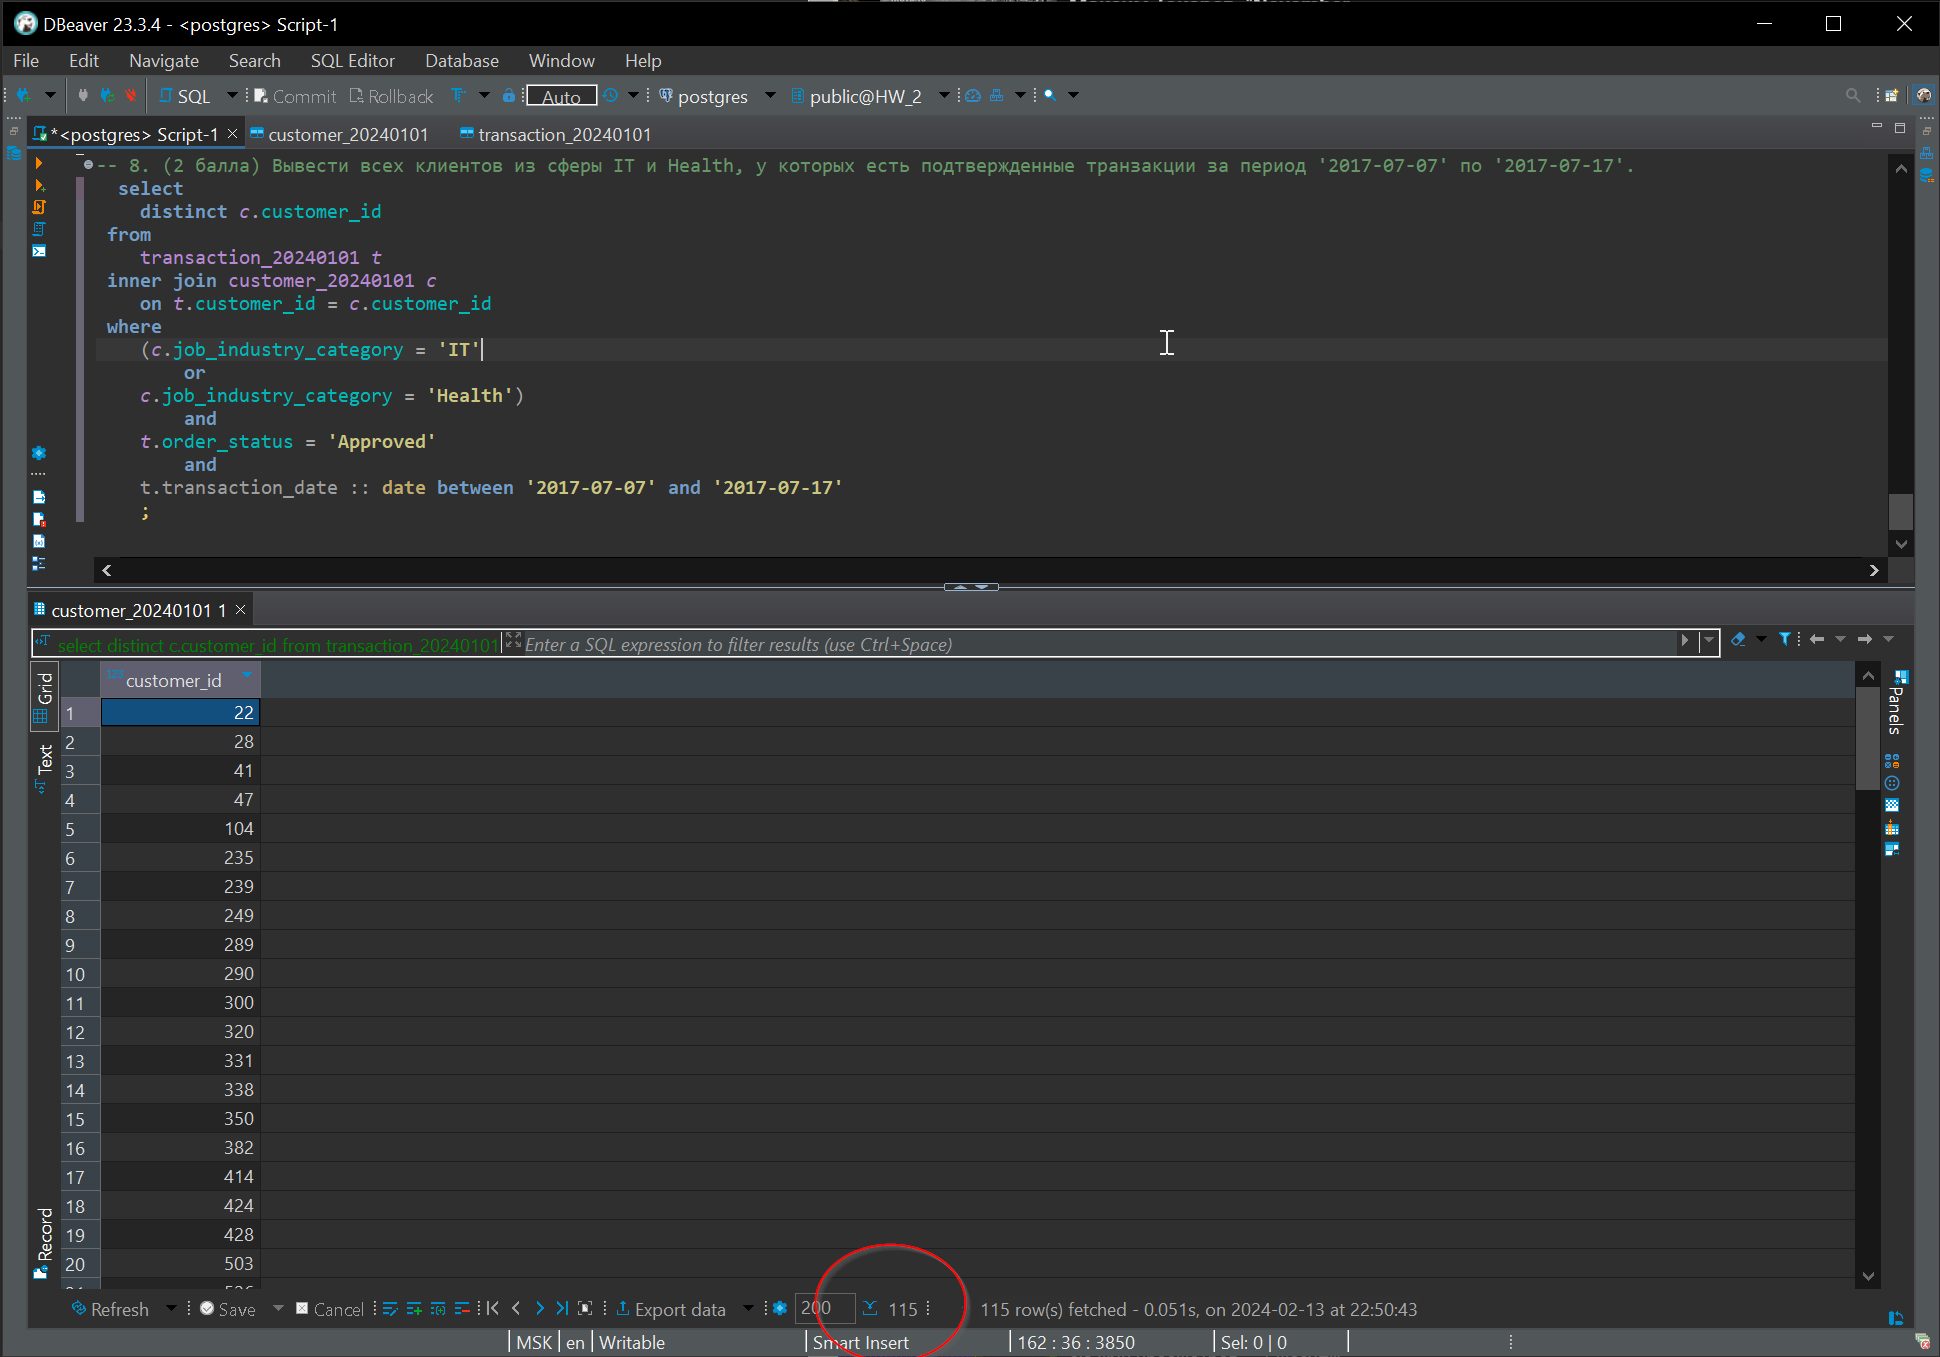 DBeaver 23.3.4 - <postgres> Script-1
File Edit Navigate Search SQL Editor Database Window Help
SQL Commit Rollback Auto postgres public@HW_2
*<postgres> Script-1 customer_20240101 transaction_20240101
-- 8. (2 балла) Вывести всех клиентов из сферы IT и Health, у которых есть подтвержденные транзакции за период '2017-07-07' по '2017-07-17'.
select
distinct c.customer_id
from
transaction_20240101 t
inner join customer_20240101 c
on t.customer_id = c.customer_id
where
(c.job_industry_category = 'IT'
or
c.job_industry_category = 'Health')
and
t.order_status = 'Approved'
and
t.transaction_date :: date between '2017-07-07' and '2017-07-17'
;
customer_20240101 1
select distinct c.customer_id from transaction_20240101 Enter a SQL expression to filter results (use Ctrl+Space)
Grid
Text
Record
Panels
123 customer_id
1 22
2 28
3 41
4 47
5 104
6 235
7 239
8 249
9 289
10 290
11 300
12 320
13 331
14 338
15 350
16 382
17 414
18 424
19 428
20 503
Refresh Save Cancel Export data 200 115 115 row(s) fetched - 0.051s, on 2024-02-13 at 22:50:43
MSK en Writable Smart Insert 162 : 36 : 3850 Sel: 0 | 0